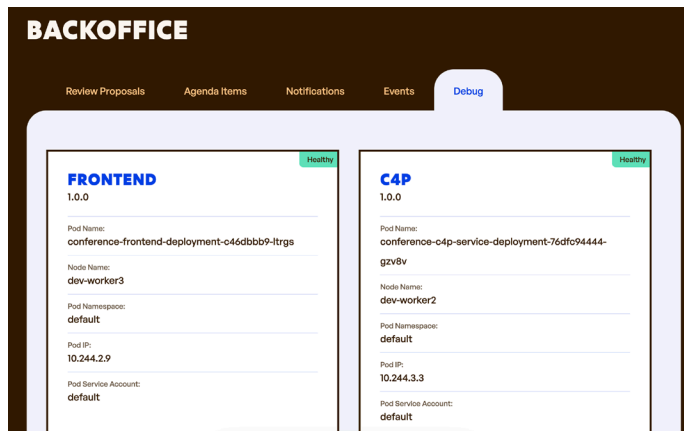 BACKOFFICE
Review Proposals
Agenda Items
Notifications
Events
Debug
Healthy
FRONTEND
1.0.0
Pod Name:
conference-frontend-deployment-c46dbbb9-ltrgs
Node Name:
dev-worker3
Pod Namespace:
default
Pod IP:
10.244.2.9
Pod Service Account:
default
Healthy
C4P
1.0.0
Pod Name:
conference-c4p-service-deployment-76dfc94444-
gzv8v
Node Name:
dev-worker2
Pod Namespace:
default
Pod IP:
10.244.3.3
Pod Service Account:
default